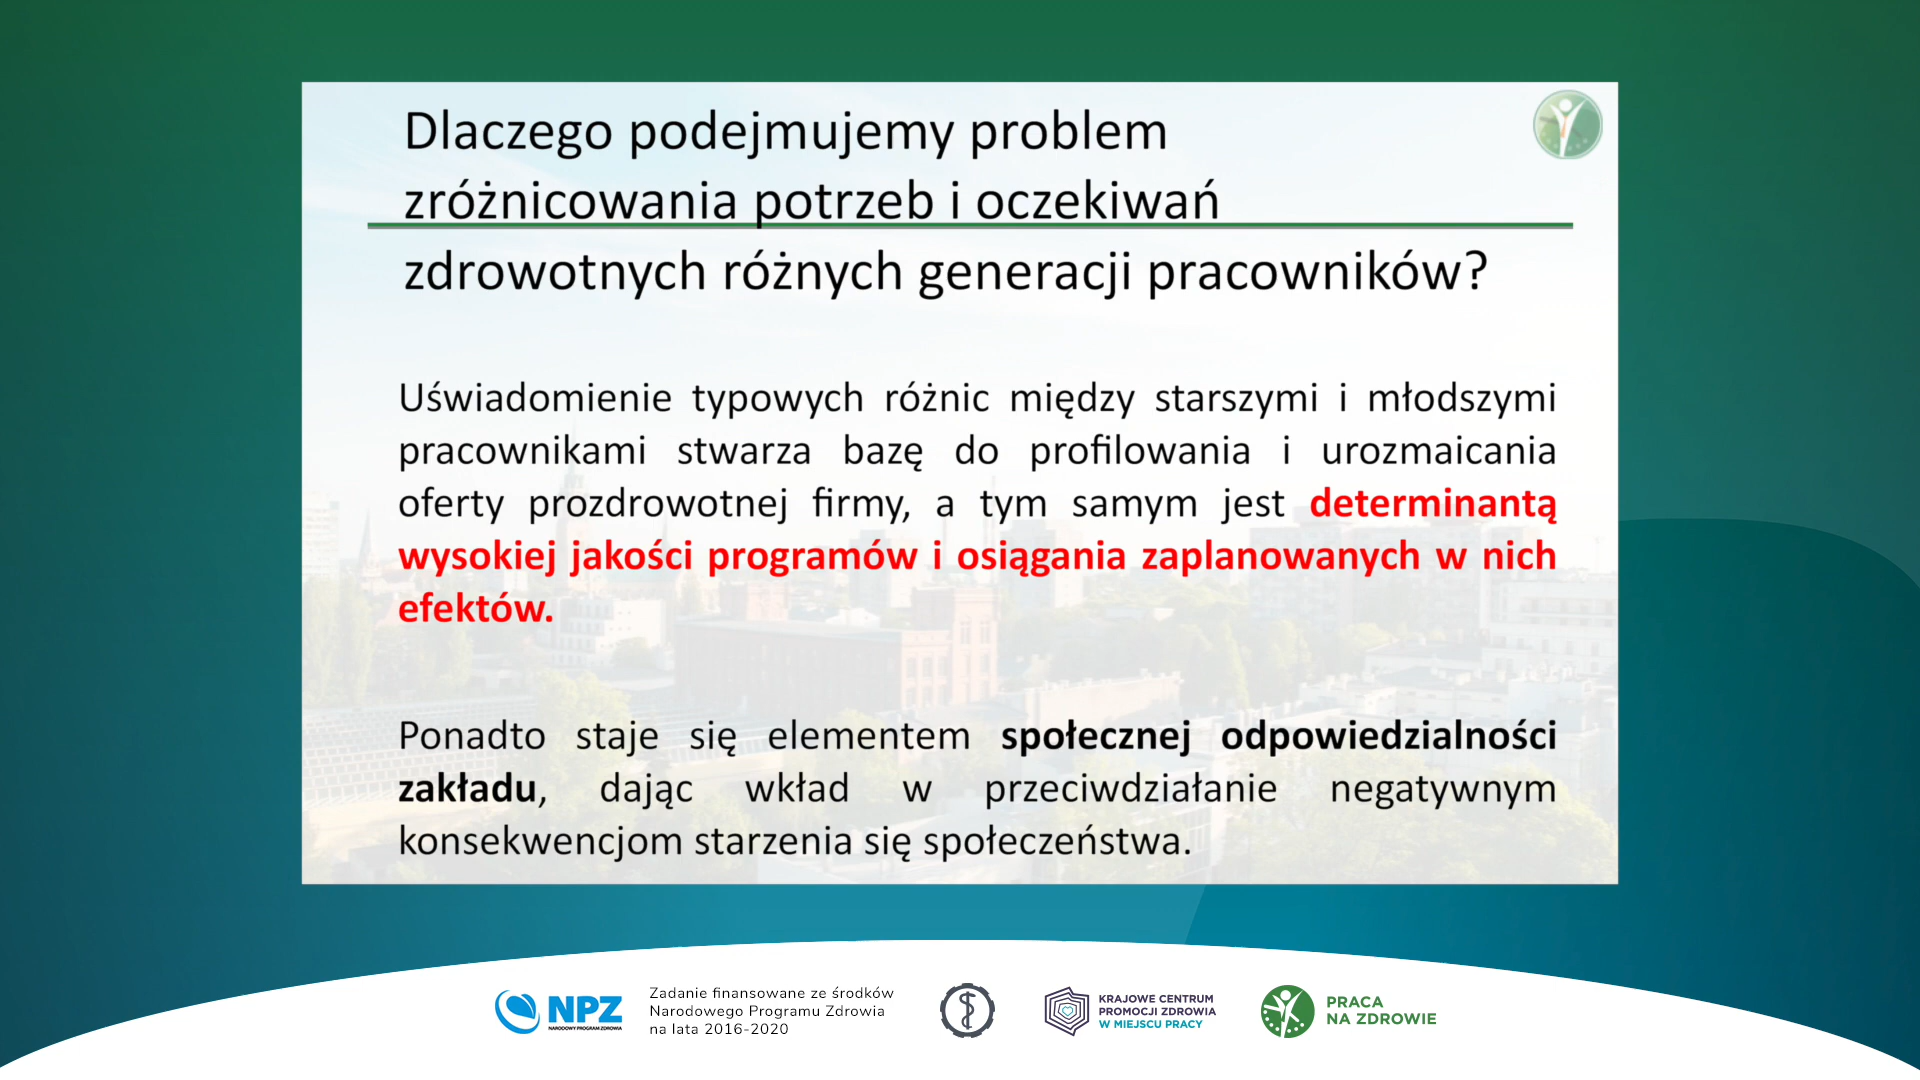 Dlaczego podejmujemy problem
zróżnicowania potrzeb i oczekiwań
zdrowotnych różnych generacji pracowników?
Uświadomienie typowych różnic między starszymi i młodszymi
pracownikami stwarza bazę do profilowania i urozmaicania
oferty prozdrowotnej firmy, a tym samym jest determinantą
wysokiej jakości programów i osiągania zaplanowanych w nich
efektów.
Ponadto staje się elementem społecznej odpowiedzialności
zakładu, dając wkład w przeciwdziałanie negatywnym
konsekwencjom starzenia się społeczeństwa.
NPZ
NARODOWY PROGRAM ZDROWIA
Zadanie finansowane ze środków
Narodowego Programu Zdrowia
na lata 2016-2020
KRAJOWE CENTRUM
PROMOCJI ZDROWIA
W MIEJSCU PRACY
PRACA
NA ZDROWIE